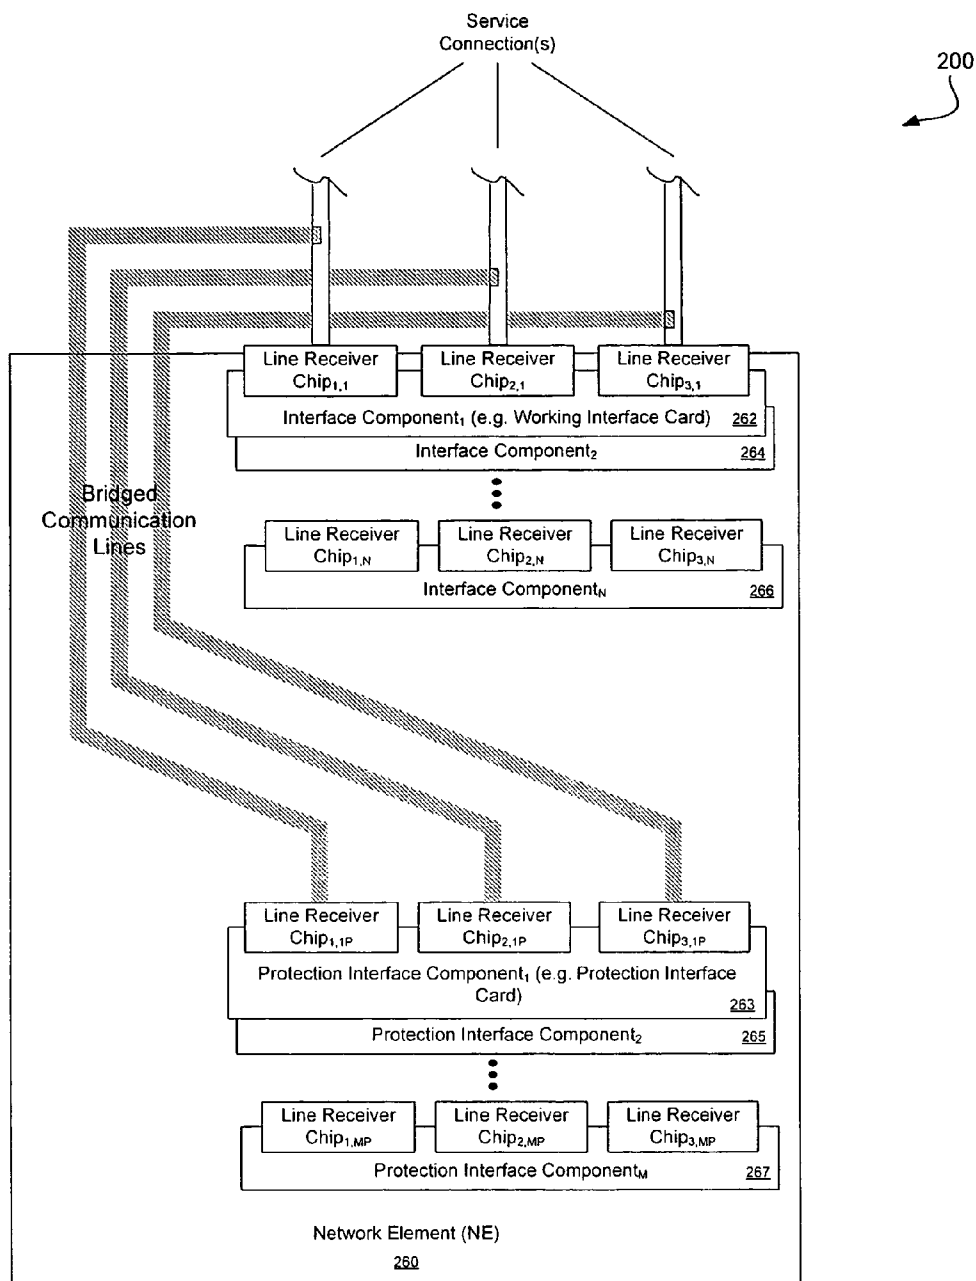 Service
Connection(s)
200
Line Receiver
Chip1,1
Line Receiver
Chip2,1
Line Receiver
Chip3,1
Interface Component1 (e.g. Working Interface Card)
262
Interface Component2
264
Bridged
Communication
Lines
Line Receiver
Chip1,N
Line Receiver
Chip2,N
Line Receiver
Chip3,N
Interface ComponentN
266
Line Receiver
Chip1,1P
Line Receiver
Chip2,1P
Line Receiver
Chip3,1P
Protection Interface Component1 (e.g. Protection Interface
Card)
263
Protection Interface Component2
265
Line Receiver
Chip1,MP
Line Receiver
Chip2,MP
Line Receiver
Chip3,MP
Protection Interface ComponentM
267
Network Element (NE)
260